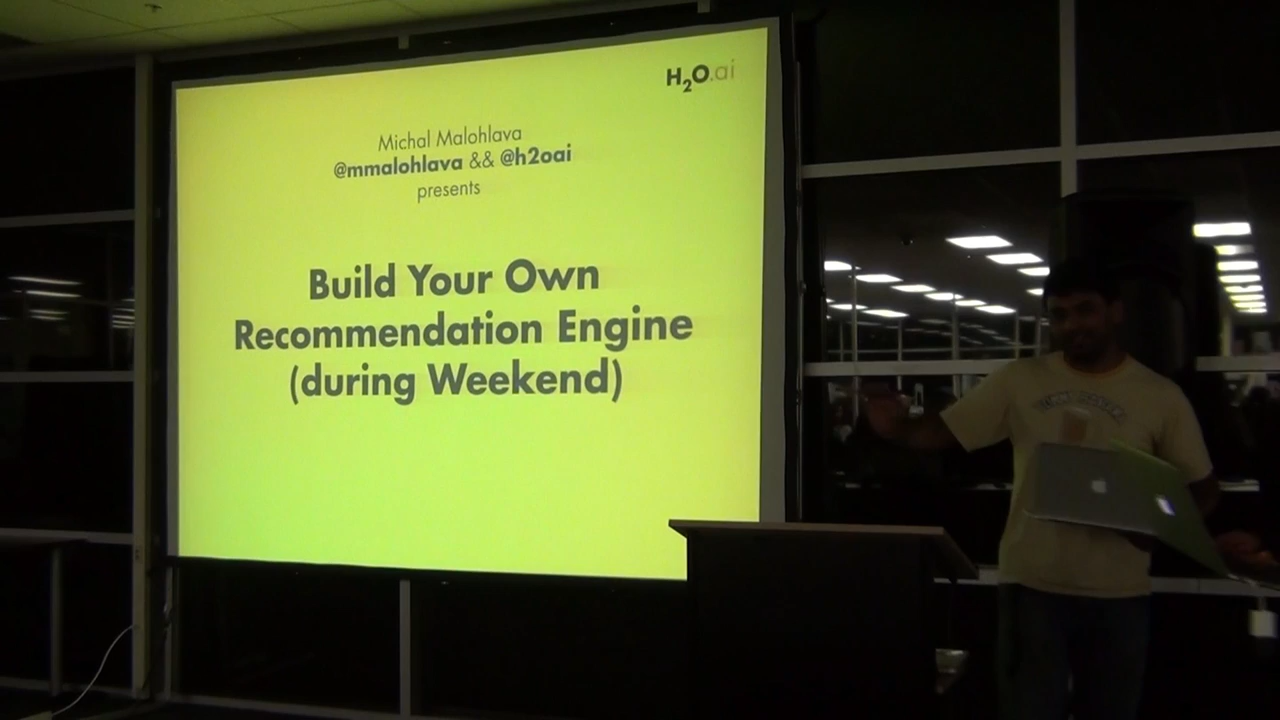 H2O.ai
Michal Malohlava
@mmalohlava && @h2oai
presents
Build Your Own
Recommendation Engine
(during Weekend)